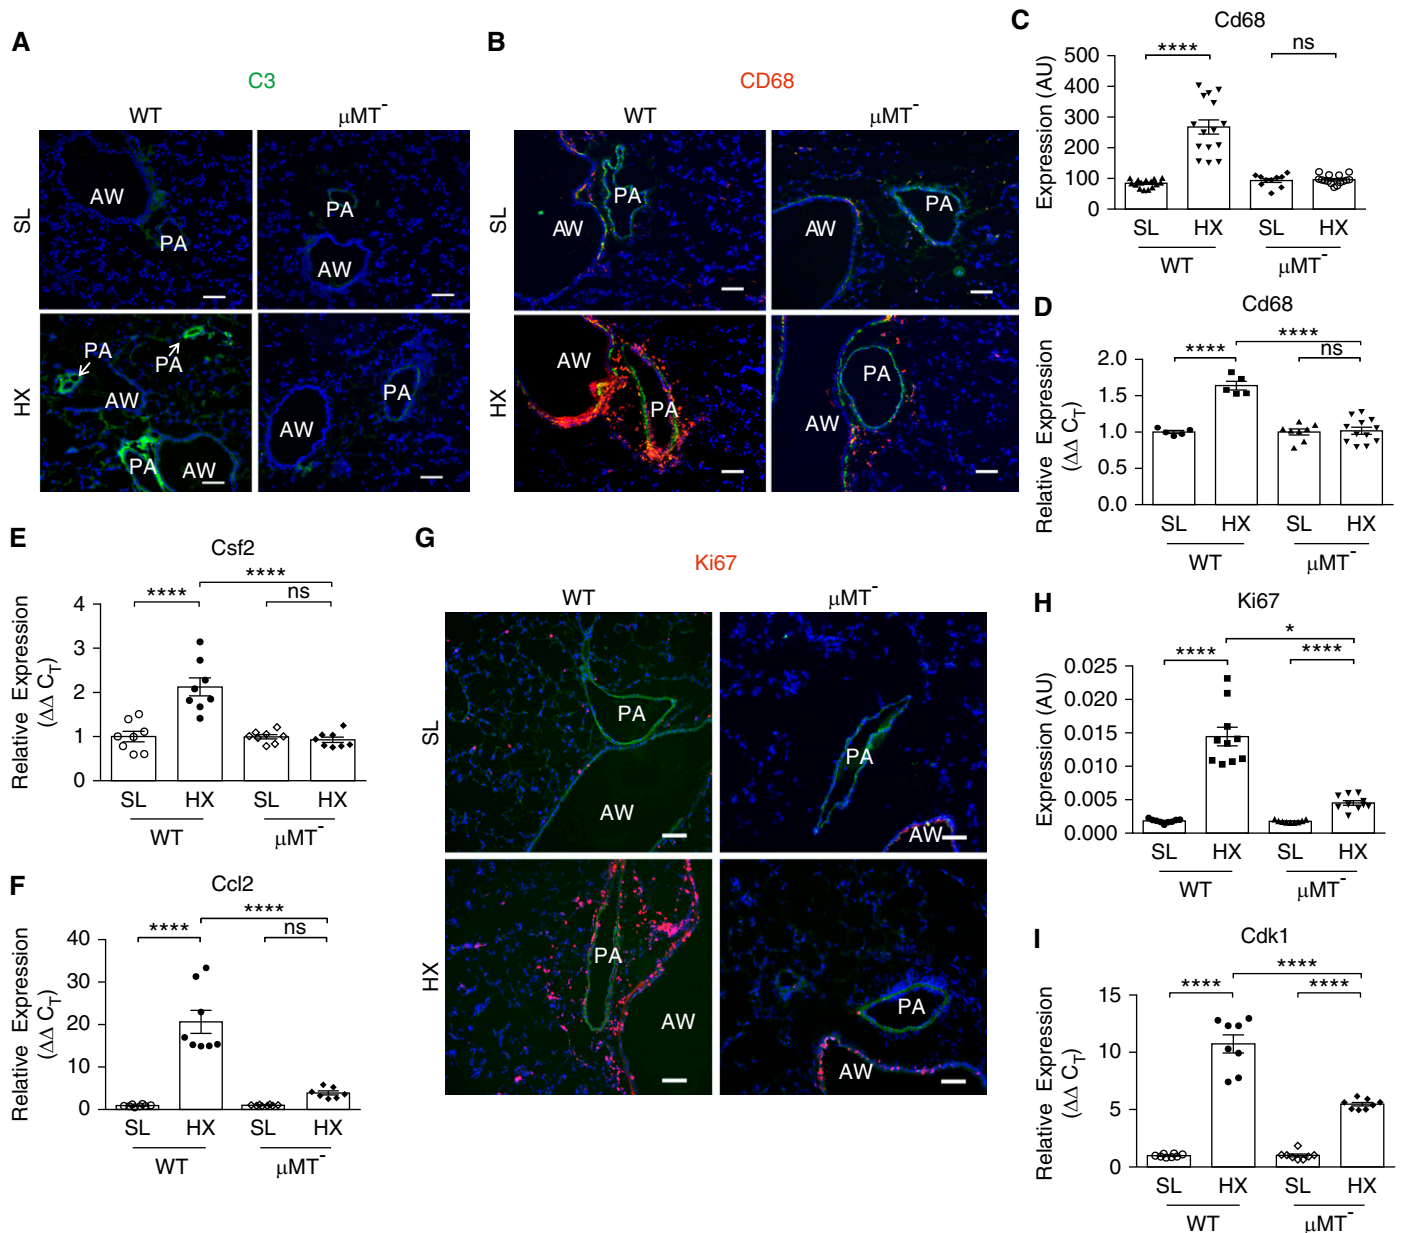 A
C3
WT μMT⁻
SL
AW
PA
PA
AW
HX
PA
PA
AW
PA
AW
PA
AW
B
CD68
WT μMT⁻
SL
PA
AW
PA
AW
HX
AW
PA
PA
AW
C
Cd68
Expression (AU)
500
400
300
200
100
0
**** ns
SL HX SL HX
WT μMT⁻
D
Cd68
Relative Expression
(ΔΔ C_T)
2.0
1.5
1.0
0.5
0.0
****
**** ns
SL HX SL HX
WT μMT⁻
E
Csf2
Relative Expression
(ΔΔ C_T)
4
3
2
1
0
****
**** ns
SL HX SL HX
WT μMT⁻
F
Ccl2
Relative Expression
(ΔΔ C_T)
40
30
20
10
0
****
**** ns
SL HX SL HX
WT μMT⁻
G
Ki67
WT μMT⁻
SL
PA
AW
PA
AW
HX
PA
AW
PA
AW
H
Ki67
Expression (AU)
0.025
0.020
0.015
0.010
0.005
0.000
*
**** ****
SL HX SL HX
WT μMT⁻
I
Cdk1
Relative Expression
(ΔΔ C_T)
15
10
5
0
****
**** ****
SL HX SL HX
WT μMT⁻